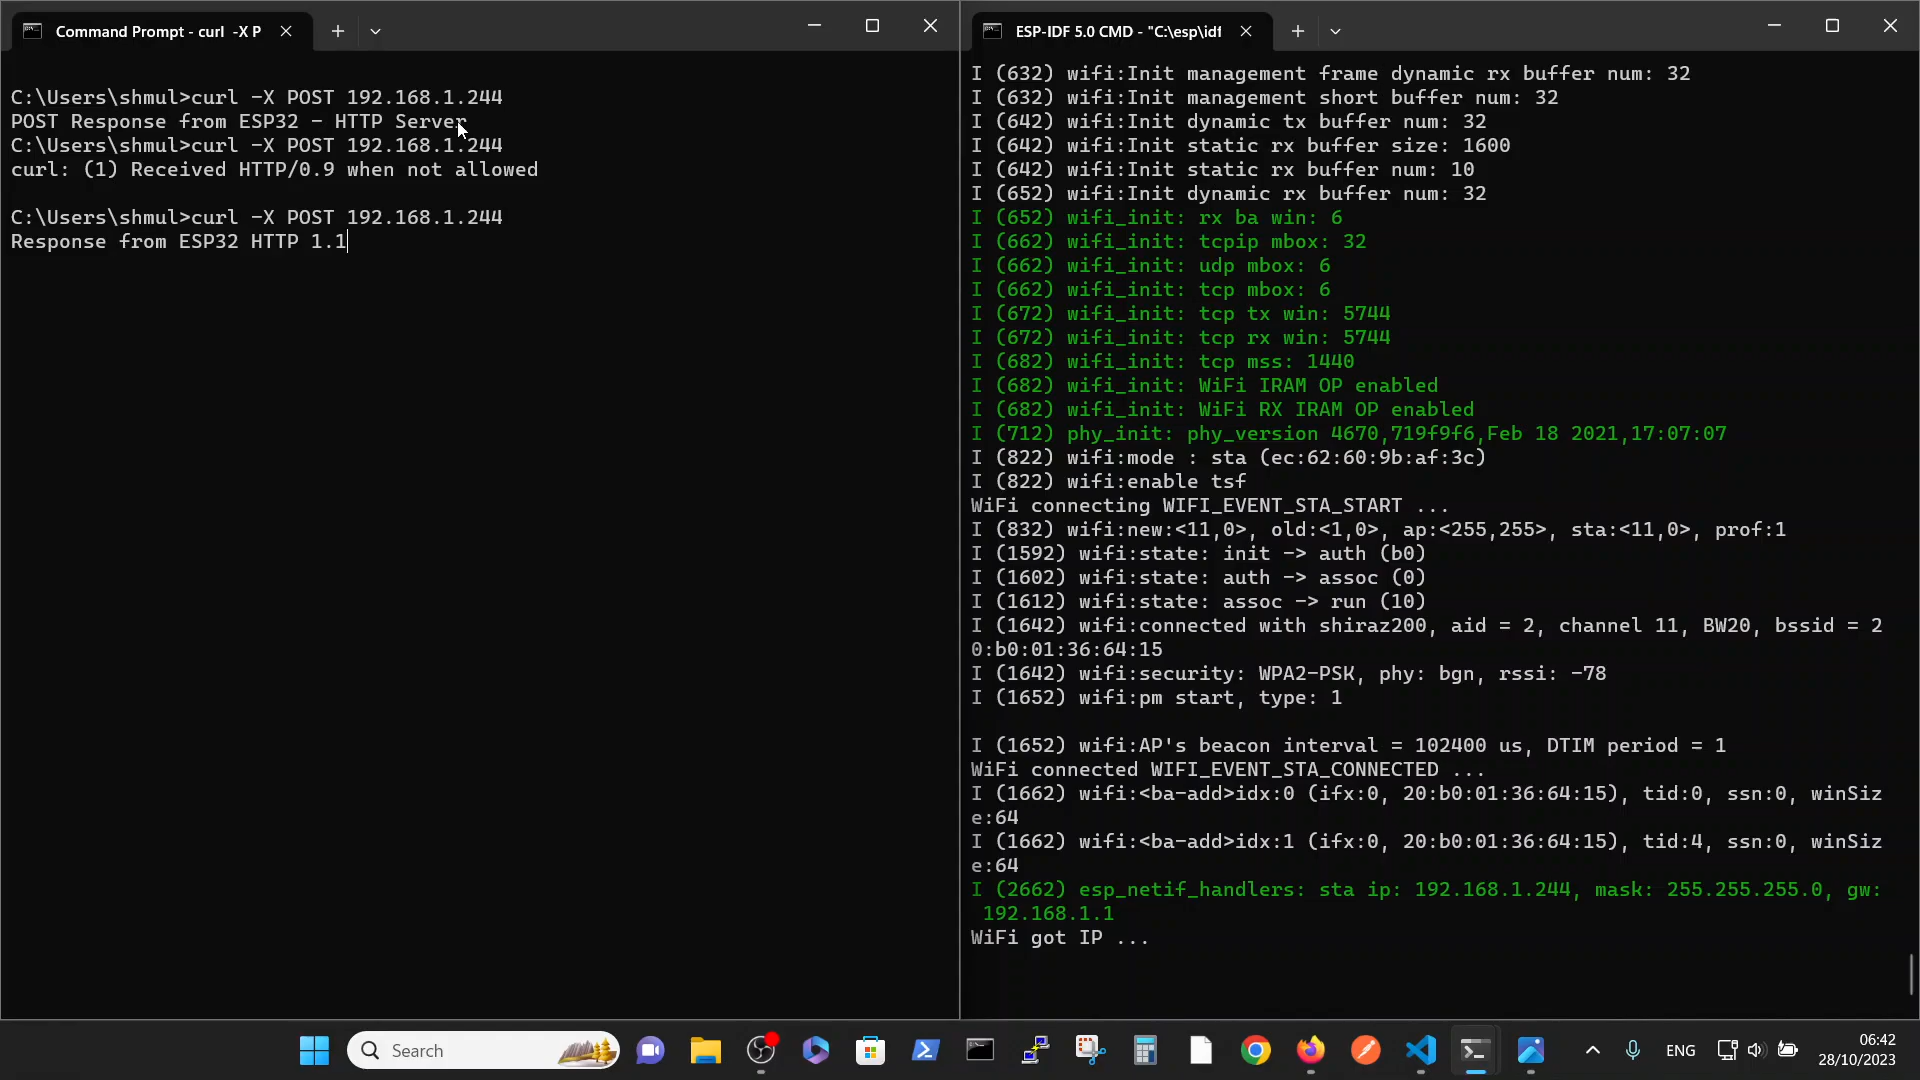 Command Prompt - curl -X P
C:\Users\shmul>curl -X POST 192.168.1.244
POST Response from ESP32 - HTTP Server
C:\Users\shmul>curl -X POST 192.168.1.244
curl: (1) Received HTTP/0.9 when not allowed
C:\Users\shmul>curl -X POST 192.168.1.244
Response from ESP32 HTTP 1.1
ESP-IDF 5.0 CMD - "C:\esp\idf
I (632) wifi:Init management frame dynamic rx buffer num: 32
I (632) wifi:Init management short buffer num: 32
I (642) wifi:Init dynamic tx buffer num: 32
I (642) wifi:Init static rx buffer size: 1600
I (642) wifi:Init static rx buffer num: 10
I (652) wifi:Init dynamic rx buffer num: 32
I (652) wifi_init: rx ba win: 6
I (662) wifi_init: tcpip mbox: 32
I (662) wifi_init: udp mbox: 6
I (662) wifi_init: tcp mbox: 6
I (672) wifi_init: tcp tx win: 5744
I (672) wifi_init: tcp rx win: 5744
I (682) wifi_init: tcp mss: 1440
I (682) wifi_init: WiFi IRAM OP enabled
I (682) wifi_init: WiFi RX IRAM OP enabled
I (712) phy_init: phy_version 4670,719f9f6,Feb 18 2021,17:07:07
I (822) wifi:mode : sta (ec:62:60:9b:af:3c)
I (822) wifi:enable tsf
WiFi connecting WIFI_EVENT_STA_START ...
I (832) wifi:new:<11,0>, old:<1,0>, ap:<255,255>, sta:<11,0>, prof:1
I (1592) wifi:state: init -> auth (b0)
I (1602) wifi:state: auth -> assoc (0)
I (1612) wifi:state: assoc -> run (10)
I (1642) wifi:connected with shiraz200, aid = 2, channel 11, BW20, bssid = 2
0:b0:01:36:64:15
I (1642) wifi:security: WPA2-PSK, phy: bgn, rssi: -78
I (1652) wifi:pm start, type: 1
I (1652) wifi:AP's beacon interval = 102400 us, DTIM period = 1
WiFi connected WIFI_EVENT_STA_CONNECTED ...
I (1662) wifi:<ba-add>idx:0 (ifx:0, 20:b0:01:36:64:15), tid:0, ssn:0, winSiz
e:64
I (1662) wifi:<ba-add>idx:1 (ifx:0, 20:b0:01:36:64:15), tid:4, ssn:0, winSiz
e:64
I (2662) esp_netif_handlers: sta ip: 192.168.1.244, mask: 255.255.255.0, gw:
192.168.1.1
WiFi got IP ...
Search
ENG
06:42
28/10/2023